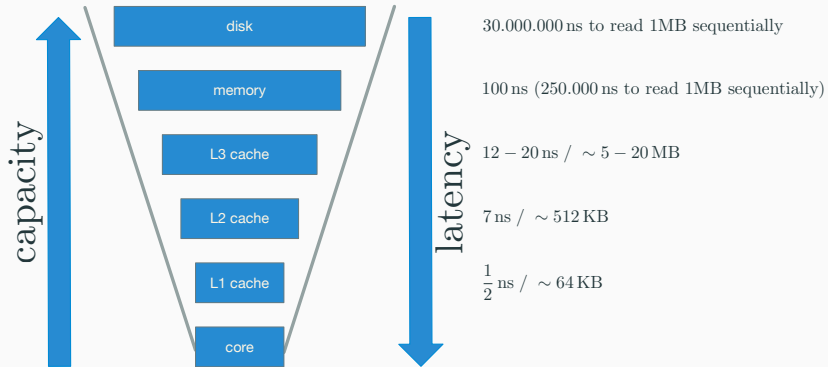 disk
30.000.000 ns to read 1MB sequentially
memory
100 ns (250.000 ns to read 1MB sequentially)
capacity
latency
L3 cache
12 − 20 ns / ∼ 5 − 20 MB
L2 cache
7 ns / ∼ 512 KB
L1 cache
1/2 ns / ∼ 64 KB
core